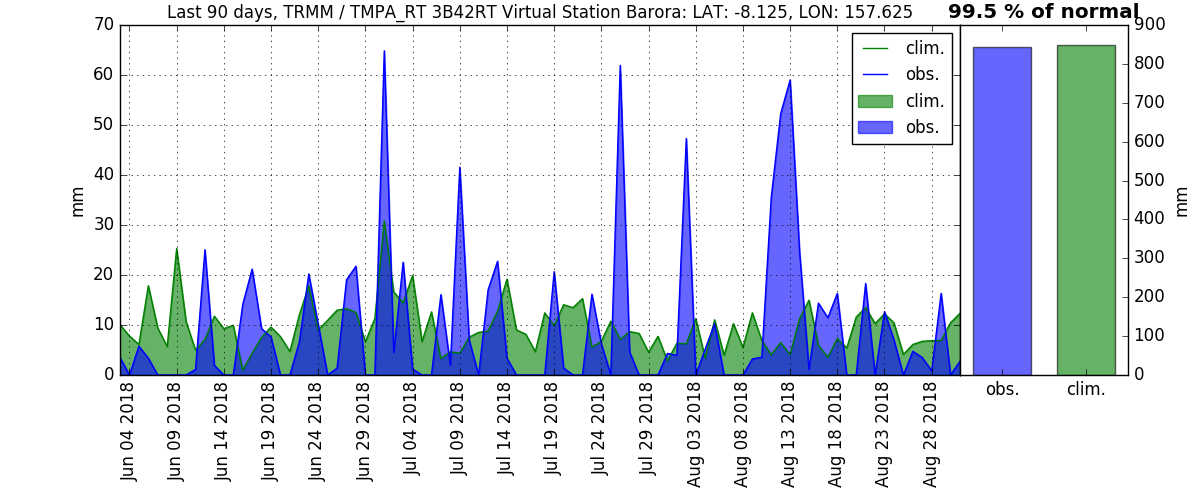 Last 90 days, TRMM / TMPA_RT 3B42RT Virtual Station Barora: LAT: -8.125, LON: 157.625
99.5 % of normal
70
60
50
40
30
20
10
0
mm
clim.
obs.
clim.
obs.
900
800
700
600
500
400
300
200
100
0
mm
Jun 04 2018
Jun 09 2018
Jun 14 2018
Jun 19 2018
Jun 24 2018
Jun 29 2018
Jul 04 2018
Jul 09 2018
Jul 14 2018
Jul 19 2018
Jul 24 2018
Jul 29 2018
Aug 03 2018
Aug 08 2018
Aug 13 2018
Aug 18 2018
Aug 23 2018
Aug 28 2018
obs.
clim.